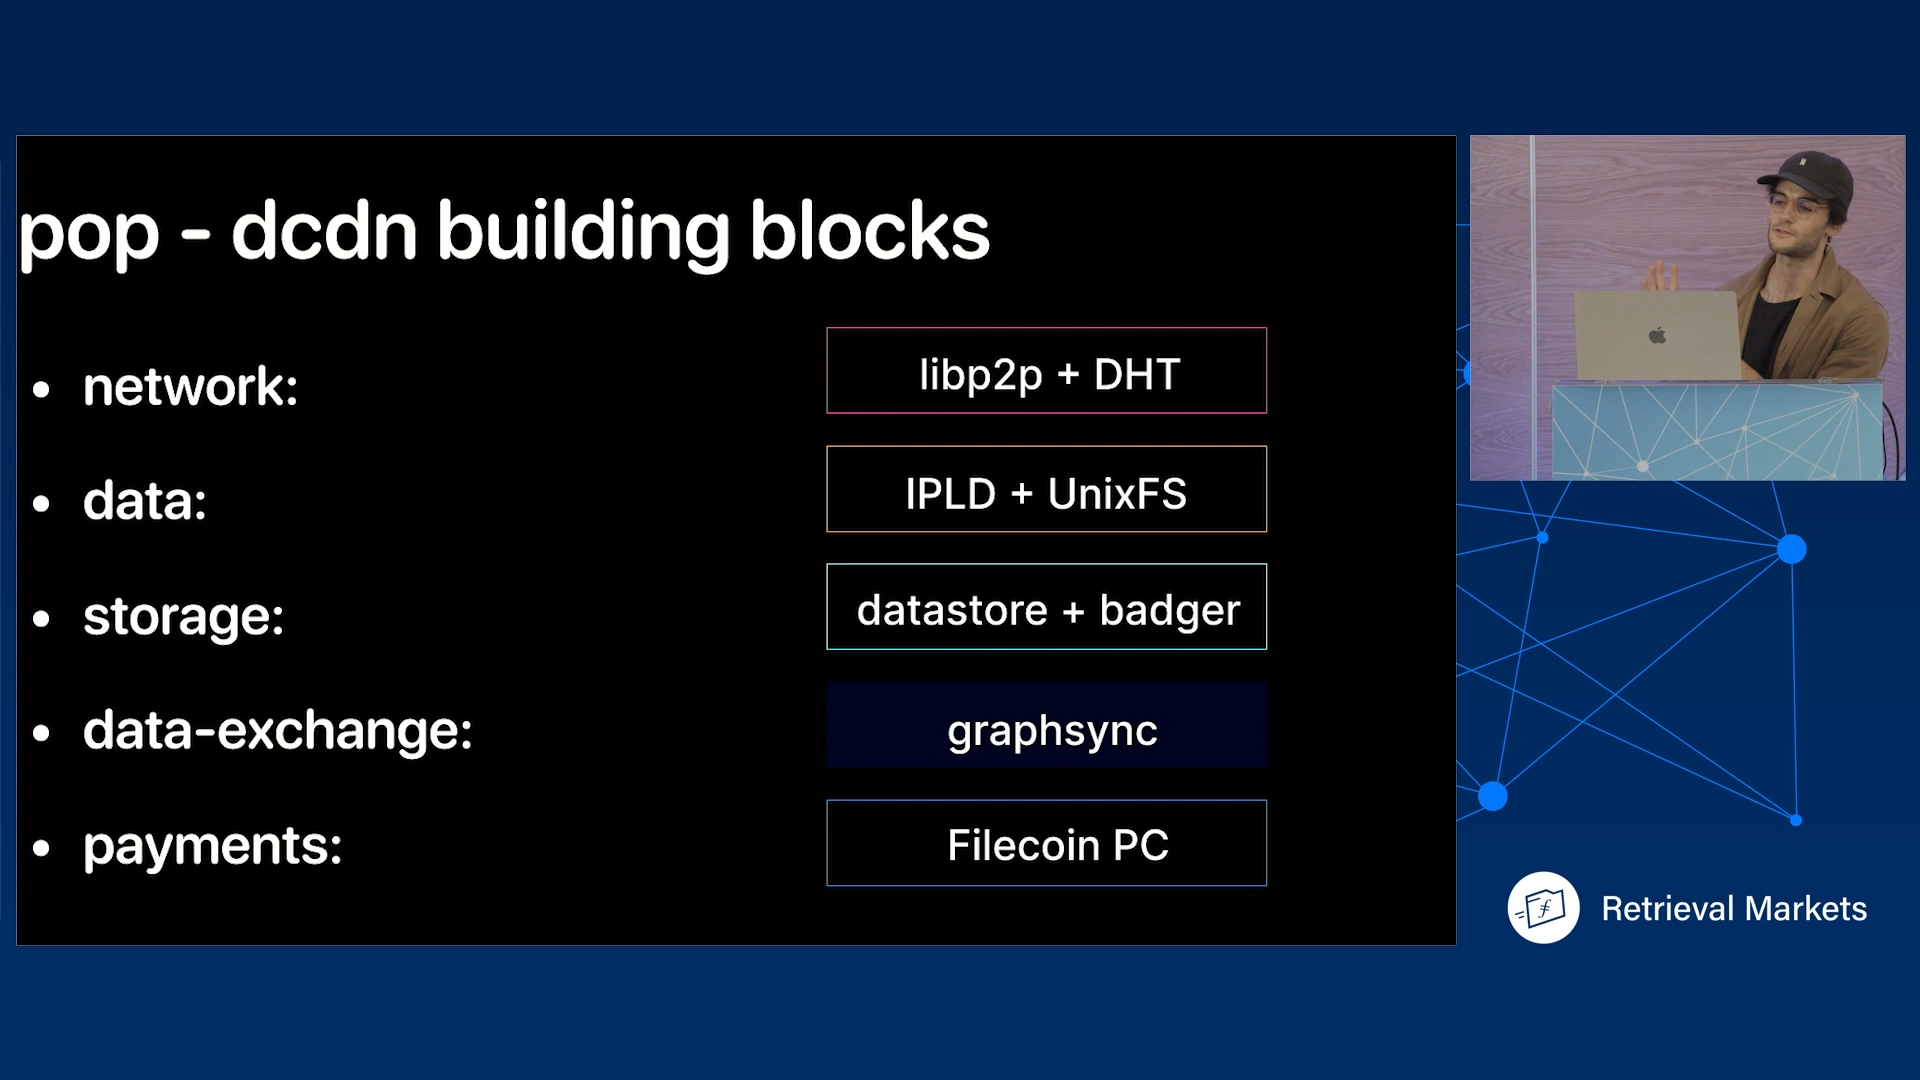 pop - dcdn building blocks
• network:
libp2p + DHT
• data:
IPLD + UnixFS
• storage:
datastore + badger
• data-exchange:
graphsync
• payments:
Filecoin PC
Retrieval Markets